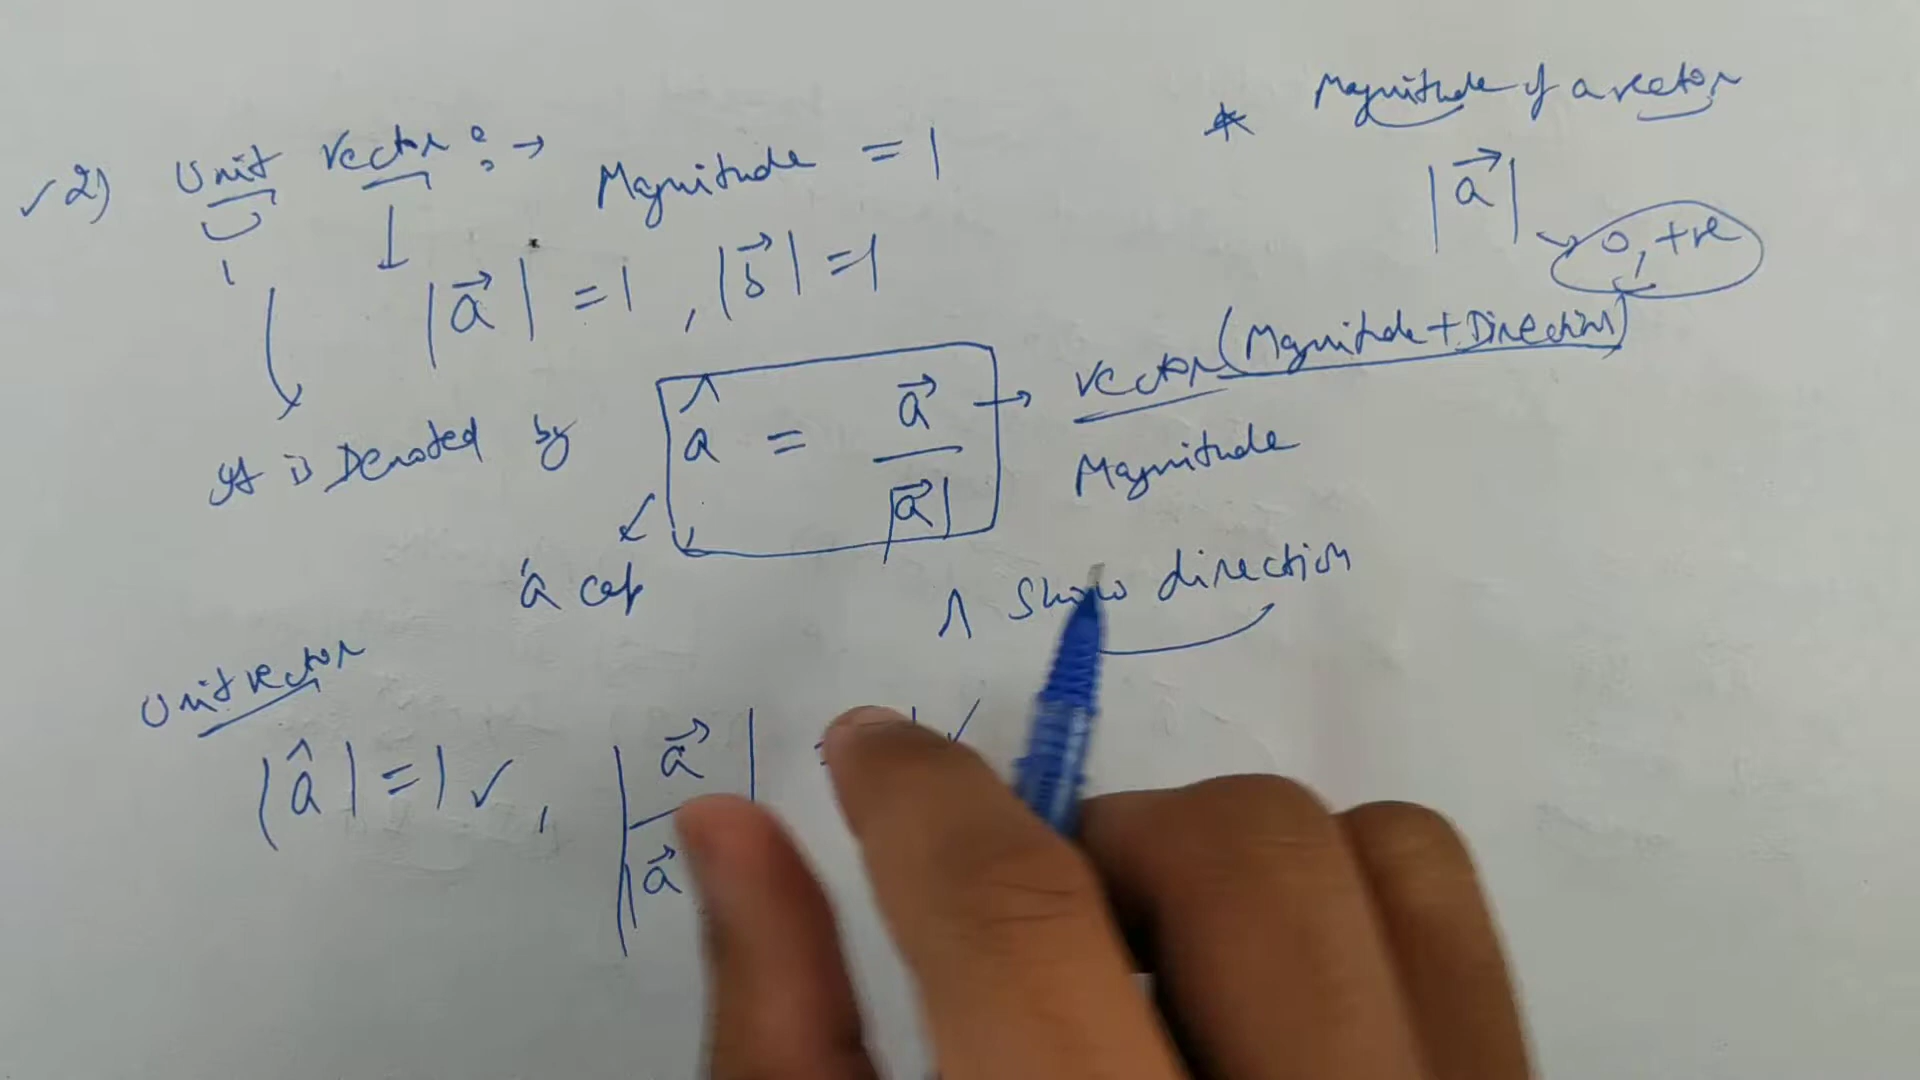 ✓2) Unit Vector :→ Magnitude = 1
|a⃗| = 1 , |b⃗| = 1
It is Denoted by â = a⃗ / |a⃗| → Vector (Magnitude + Direction)
Magnitude
'a cap
∧ Show direction
Unit vector
|â| = 1 ✓ , | a⃗ / |a⃗
* Magnitude of a vector
|a⃗| → 0, +ve